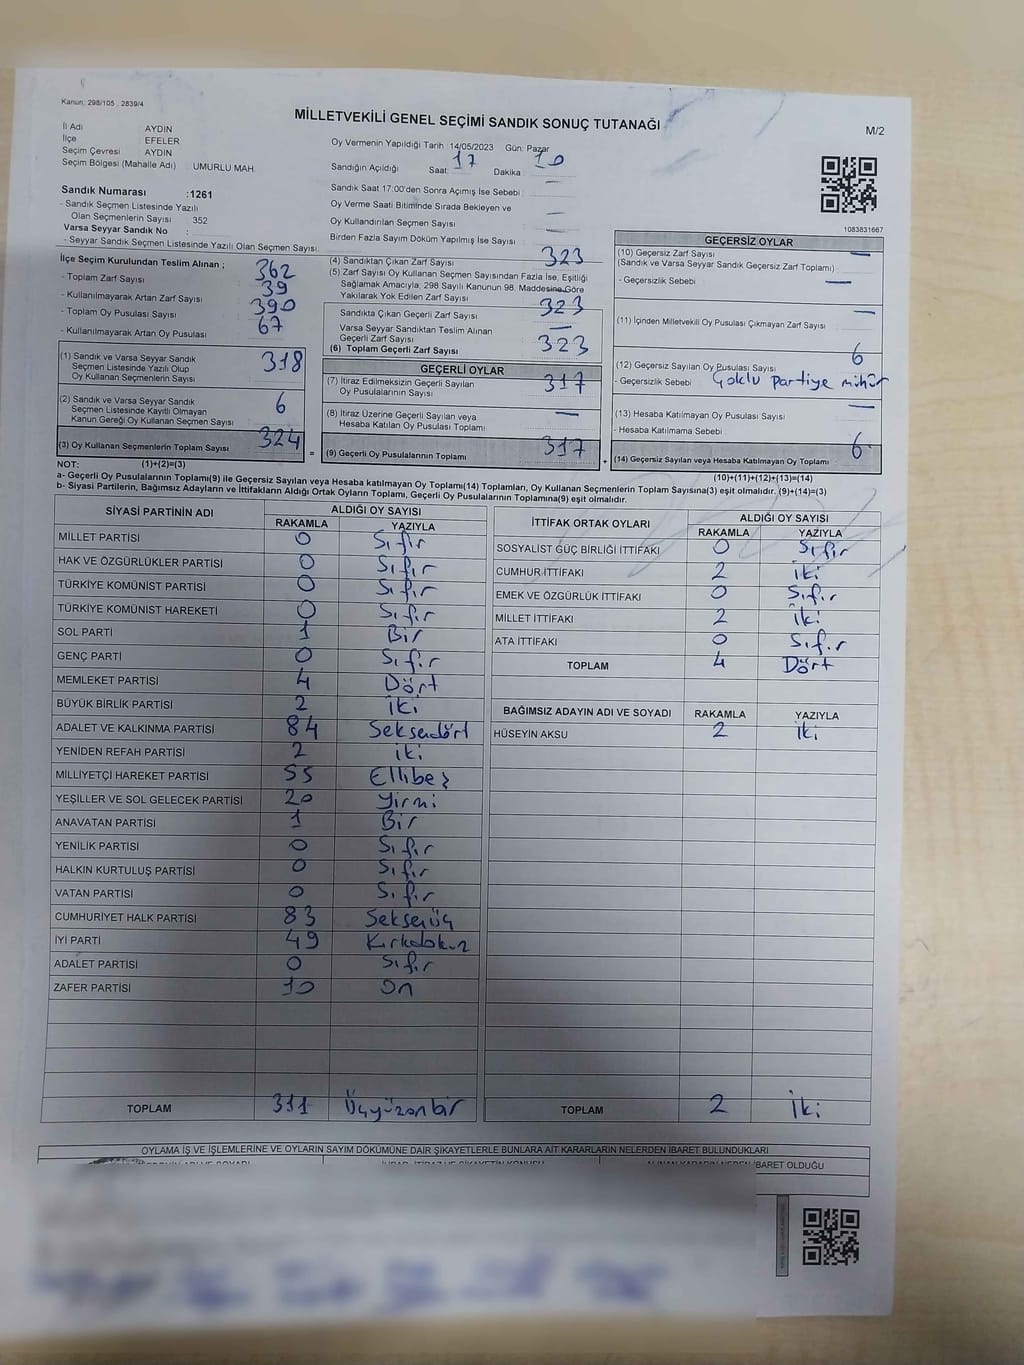 Kanun: 298/105 , 2839/4
MİLLETVEKİLİ GENEL SEÇİMİ SANDIK SONUÇ TUTANAĞI
M/2
İl Adı AYDIN
İlçe EFELER
Seçim Çevresi AYDIN
Seçim Bölgesi (Mahalle Adı) UMURLU MAH.
Sandık Numarası :1261
- Sandık Seçmen Listesinde Yazılı
Olan Seçmenlerin Sayısı 352
Varsa Seyyar Sandık No :
- Seyyar Sandık Seçmen Listesinde Yazılı Olan Seçmen Sayısı:
Oy Vermenin Yapıldığı Tarih :14/05/2023 Gün: Pazar
Sandığın Açıldığı Saat: 17 Dakika : 10
Sandık Saat 17:00'den Sonra Açımış İse Sebebi : —
Oy Verme Saati Bitiminde Sırada Bekleyen ve
Oy Kullandırılan Seçmen Sayısı : —
Birden Fazla Sayım Döküm Yapılmış İse Sayısı : —
1083831667
İlçe Seçim Kurulundan Teslim Alınan ;
- Toplam Zarf Sayısı : 362
- Kullanılmayarak Artan Zarf Sayısı : 39
- Toplam Oy Pusulası Sayısı : 390
- Kullanılmayarak Artan Oy Pusulası : 67
(1) Sandık ve Varsa Seyyar Sandık
Seçmen Listesinde Yazılı Olup
Oy Kullanan Seçmenlerin Sayısı 318
(2) Sandık ve Varsa Seyyar Sandık
Seçmen Listesinde Kayıtlı Olmayan
Kanun Gereği Oy Kullanan Seçmen Sayısı 6
(3) Oy Kullanan Seçmenlerin Toplam Sayısı 324
(4) Sandıktan Çıkan Zarf Sayısı 323
(5) Zarf Sayısı Oy Kullanan Seçmen Sayısından Fazla İse, Eşitliği
Sağlamak Amacıyla, 298 Sayılı Kanunun 98. Maddesine Göre
Yakılarak Yok Edilen Zarf Sayısı —
Sandıkta Çıkan Geçerli Zarf Sayısı 323
Varsa Seyyar Sandıktan Teslim Alınan
Geçerli Zarf Sayısı —
(6) Toplam Geçerli Zarf Sayısı 323
GEÇERLİ OYLAR
(7) İtiraz Edilmeksizin Geçerli Sayılan
Oy Pusulalarının Sayısı 317
(8) İtiraz Üzerine Geçerli Sayılan veya
Hesaba Katılan Oy Pusulası Toplamı —
= (9) Geçerli Oy Pusulalarının Toplamı 317
GEÇERSİZ OYLAR
(10) Geçersiz Zarf Sayısı —
(Sandık ve Varsa Seyyar Sandık Geçersiz Zarf Toplamı)
- Geçersizlik Sebebi : —
(11) İçinden Milletvekili Oy Pusulası Çıkmayan Zarf Sayısı —
(12) Geçersiz Sayılan Oy Pusulası Sayısı 6
- Geçersizlik Sebebi : Çoklu partiye mühür
(13) Hesaba Katılmayan Oy Pusulası Sayısı —
- Hesaba Katılmama Sebebi :
+ (14) Geçersiz Sayılan veya Hesaba Katılmayan Oy Toplamı 6
NOT: (1)+(2)=(3) (10)+(11)+(12)+(13)=(14)
a- Geçerli Oy Pusulalarının Toplamı(9) ile Geçersiz Sayılan veya Hesaba katılmayan Oy Toplamı(14) Toplamları, Oy Kullanan Seçmenlerin Toplam Sayısına(3) eşit olmalıdır. (9)+(14)=(3)
b- Siyasi Partilerin, Bağımsız Adayların ve İttifakların Aldığı Ortak Oyların Toplamı, Geçerli Oy Pusulalarının Toplamına(9) eşit olmalıdır.
SİYASİ PARTİNİN ADI ALDIĞI OY SAYISI
RAKAMLA YAZIYLA
MİLLET PARTİSİ 0 Sıfır
HAK VE ÖZGÜRLÜKLER PARTİSİ 0 Sıfır
TÜRKİYE KOMÜNİST PARTİSİ 0 Sıfır
TÜRKİYE KOMÜNİST HAREKETİ 0 Sıfır
SOL PARTİ 1 Bir
GENÇ PARTİ 0 Sıfır
MEMLEKET PARTİSİ 4 Dört
BÜYÜK BİRLİK PARTİSİ 2 İki
ADALET VE KALKINMA PARTİSİ 84 Seksendört
YENİDEN REFAH PARTİSİ 2 iki
MİLLİYETÇİ HAREKET PARTİSİ 55 Ellibeş
YEŞİLLER VE SOL GELECEK PARTİSİ 20 Yirmi
ANAVATAN PARTİSİ 1 Bir
YENİLİK PARTİSİ 0 Sıfır
HALKIN KURTULUŞ PARTİSİ 0 Sıfır
VATAN PARTİSİ 0 Sıfır
CUMHURİYET HALK PARTİSİ 83 Seksenüç
İYİ PARTİ 49 Kırkdokuz
ADALET PARTİSİ 0 Sıfır
ZAFER PARTİSİ 10 On
TOPLAM 311 Üçyüzonbir
İTTİFAK ORTAK OYLARI ALDIĞI OY SAYISI
RAKAMLA YAZIYLA
SOSYALİST GÜÇ BİRLİĞİ İTTİFAKI 0 Sıfır
CUMHUR İTTİFAKI 2 İki
EMEK VE ÖZGÜRLÜK İTTİFAKI 0 Sıfır
MİLLET İTTİFAKI 2 İki
ATA İTTİFAKI 0 Sıfır
TOPLAM 4 Dört
BAĞIMSIZ ADAYIN ADI VE SOYADI RAKAMLA YAZIYLA
HÜSEYİN AKSU 2 İki
TOPLAM 2 İki
OYLAMA İŞ VE İŞLEMLERİNE VE OYLARIN SAYIM DÖKÜMÜNE DAİR ŞİKAYETLERLE BUNLARA AİT KARARLARIN NELERDEN İBARET BULUNDUKLARI
ALINAN KARARIN NEDEN İBARET OLDUĞU